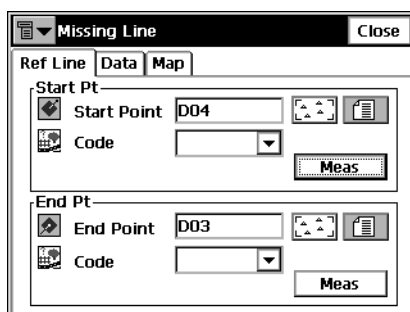 Missing Line Close
Ref Line Data Map
Start Pt
Start Point D04
Code
Meas
End Pt
End Point D03
Code
Meas